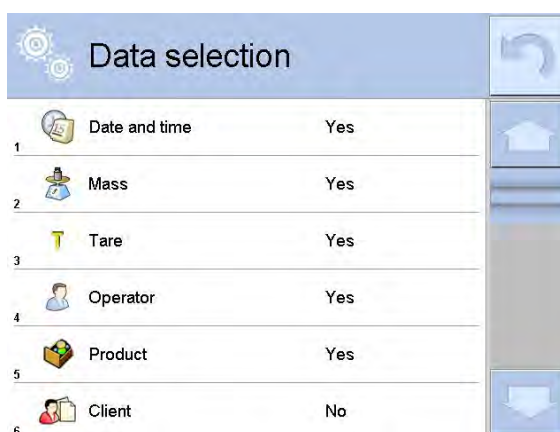 Data selection
1 Date and time Yes
2 Mass Yes
3 Tare Yes
4 Operator Yes
5 Product Yes
6 Client No